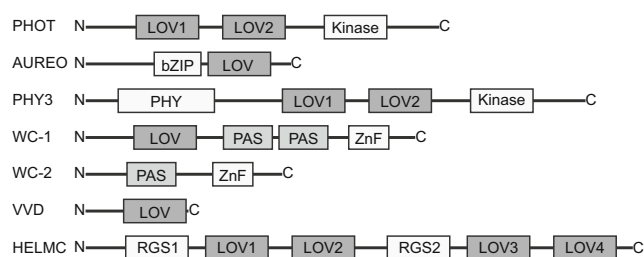 PHOT N LOV1 LOV2 Kinase C
AUREO N bZIP LOV C
PHY3 N PHY LOV1 LOV2 Kinase C
WC-1 N LOV PAS PAS ZnF C
WC-2 N PAS ZnF C
VVD N LOV C
HELMC N RGS1 LOV1 LOV2 RGS2 LOV3 LOV4 C